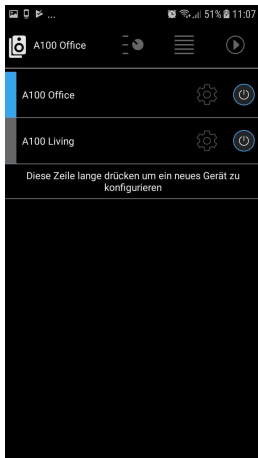 ... 51% 11:07
A100 Office
A100 Office
A100 Living
Diese Zeile lange drücken um ein neues Gerät zu
konfigurieren